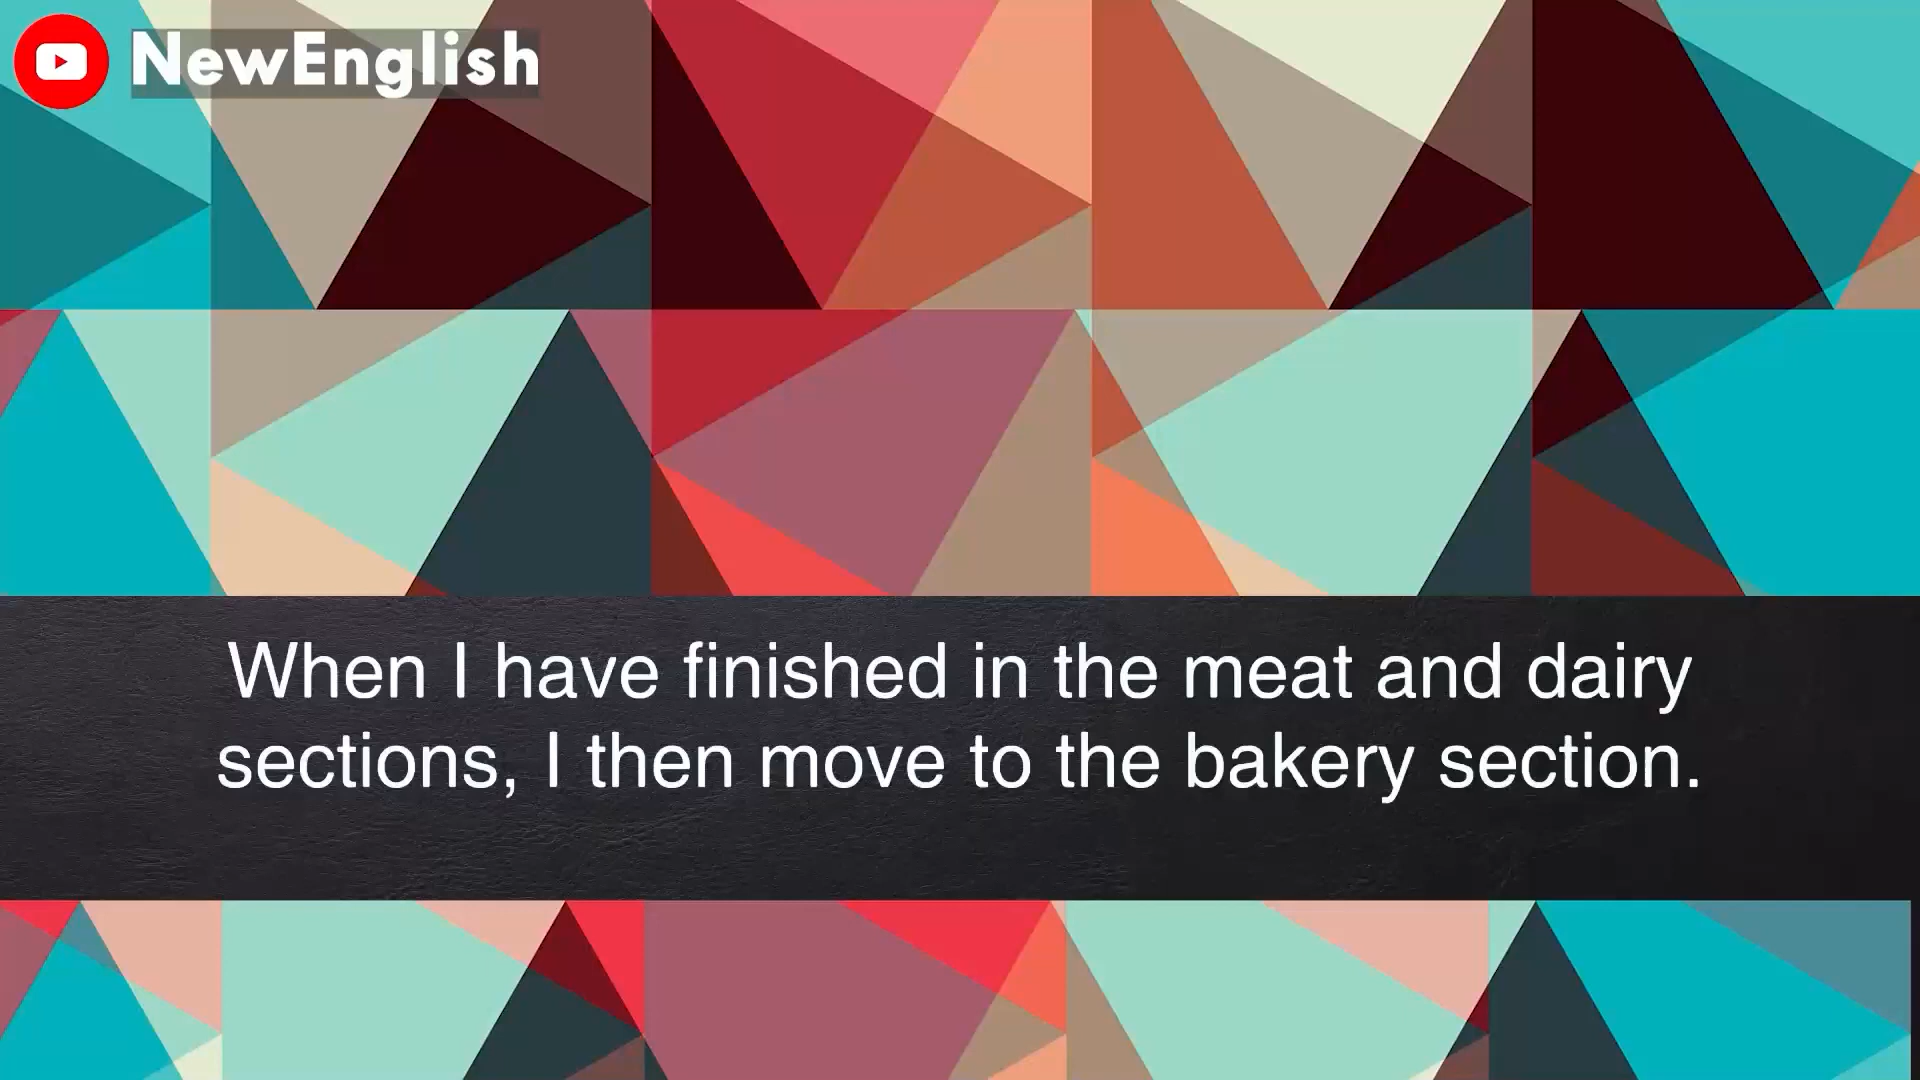 NewEnglish
When I have finished in the meat and dairy
sections, I then move to the bakery section.